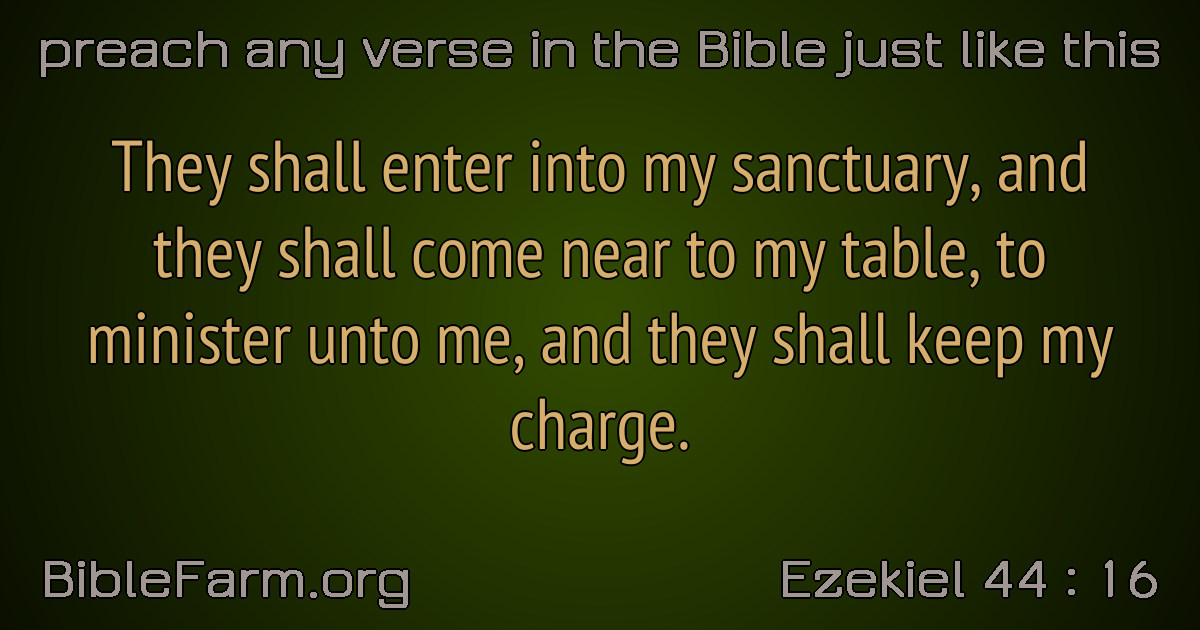 preach any verse in the Bible just like this
They shall enter into my sanctuary, and
they shall come near to my table, to
minister unto me, and they shall keep my
charge.
BibleFarm.org
Ezekiel 44 : 16